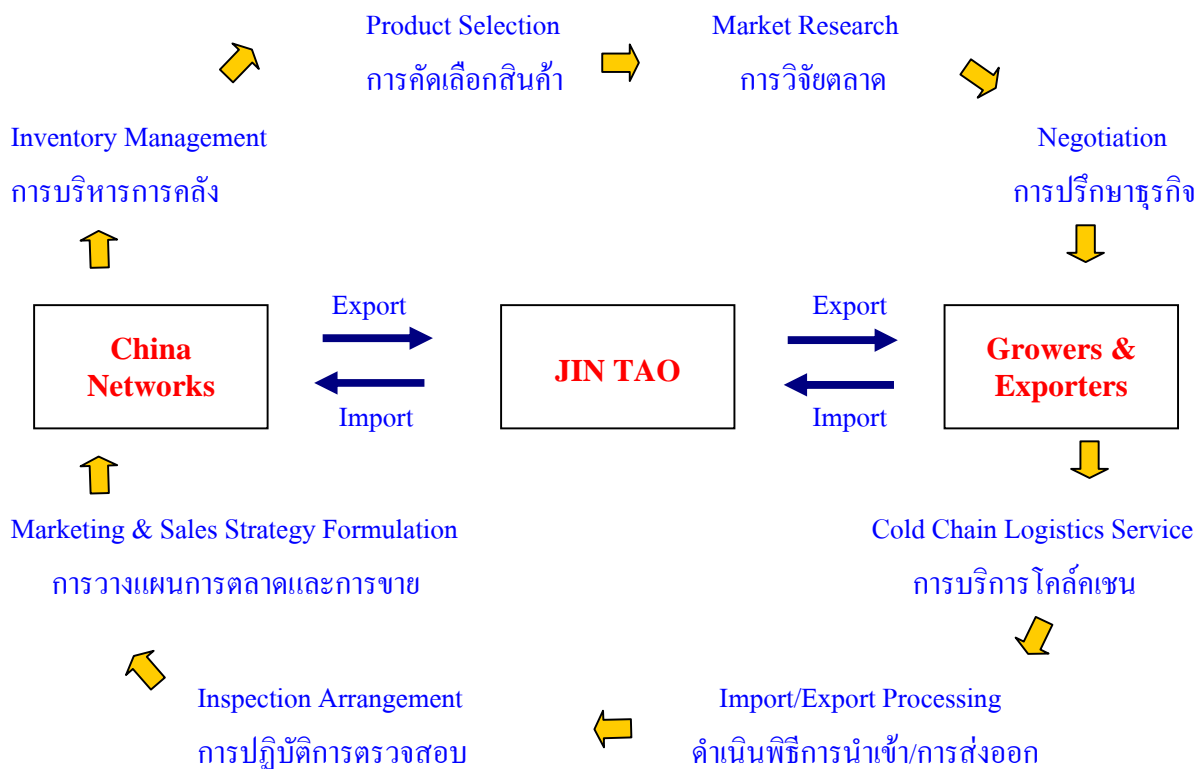 Product Selection
การคัดเลือกสินค้า
Market Research
การวิจัยตลาด
Inventory Management
การบริหารการคลัง
Negotiation
การปรึกษาธุรกิจ
China
Networks
Export
Import
JIN TAO
Export
Import
Growers &
Exporters
Marketing & Sales Strategy Formulation
การวางแผนการตลาดและการขาย
Cold Chain Logistics Service
การบริการโคล์คเชน
Inspection Arrangement
การปฏิบัติการตรวจสอบ
Import/Export Processing
ดำเนินพิธีการนำเข้า/การส่งออก